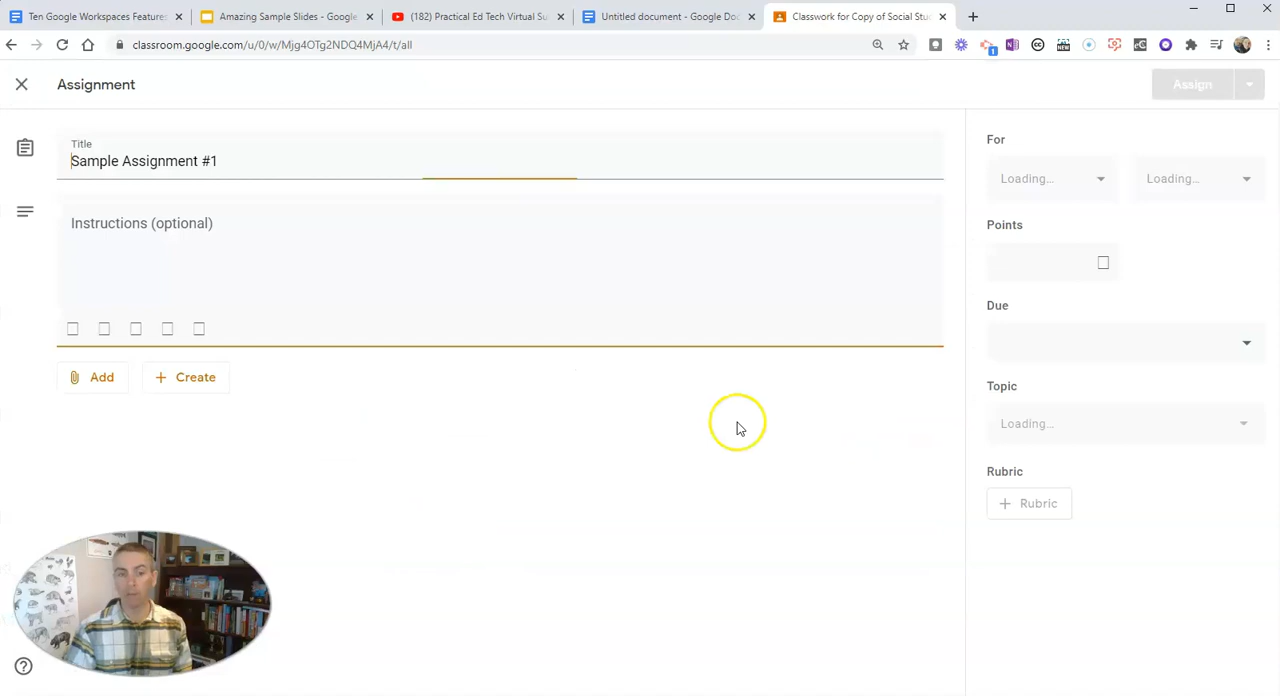 Ten Google Workspaces Features
Amazing Sample Slides - Google
(182) Practical Ed Tech Virtual Su
Untitled document - Google Doc
Classwork for Copy of Social Stu
classroom.google.com/u/0/w/Mjg4OTg2NDQ4MjA4/t/all
Assignment
Assign
Title
Sample Assignment #1
Instructions (optional)
Add
Create
For
Loading...
Loading...
Points
Due
Topic
Loading...
Rubric
Rubric